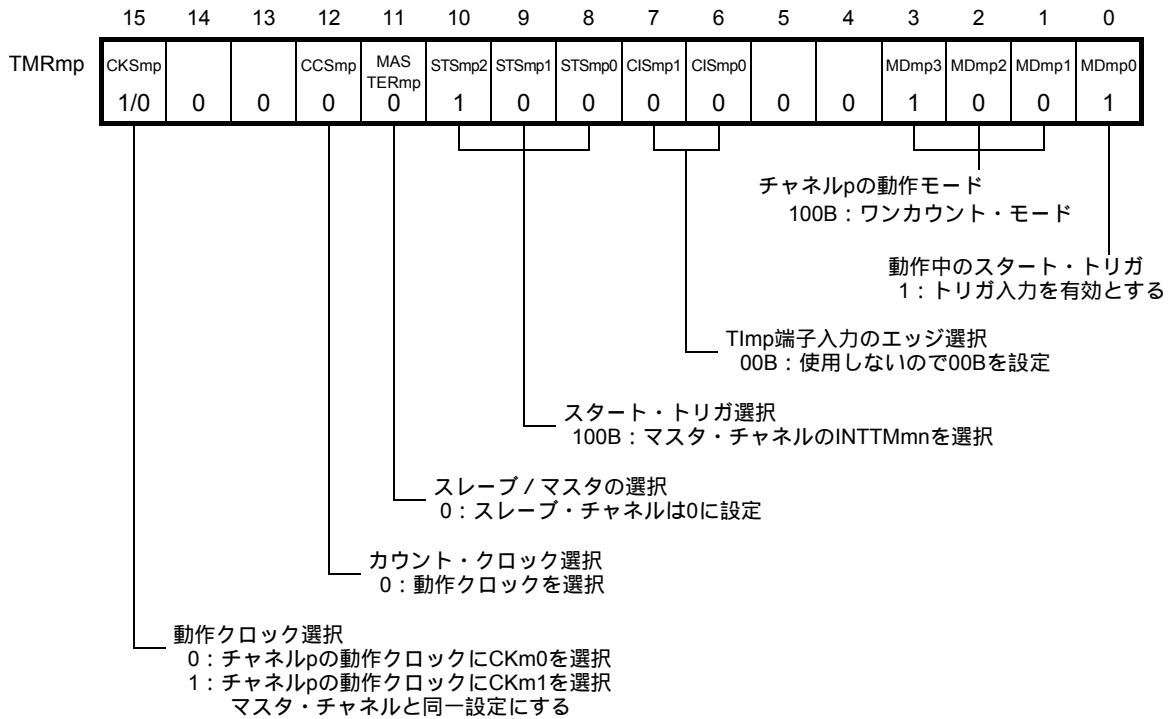 15 14 13 12 11 10 9 8 7 6 5 4 3 2 1 0
TMRmp CKSmp CCSmp MAS TERmp STSmp2 STSmp1 STSmp0 CISmp1 CISmp0 MDmp3 MDmp2 MDmp1 MDmp0
1/0 0 0 0 0 1 0 0 0 0 0 0 1 0 0 1
チャネルpの動作モード
100B：ワンカウント・モード
動作中のスタート・トリガ
1：トリガ入力を有効とする
TImp端子入力のエッジ選択
00B：使用しないので00Bを設定
スタート・トリガ選択
100B：マスタ・チャネルのINTTMmnを選択
スレーブ／マスタの選択
0：スレーブ・チャネルは0に設定
カウント・クロック選択
0：動作クロックを選択
動作クロック選択
0：チャネルpの動作クロックにCKm0を選択
1：チャネルpの動作クロックにCKm1を選択
マスタ・チャネルと同一設定にする